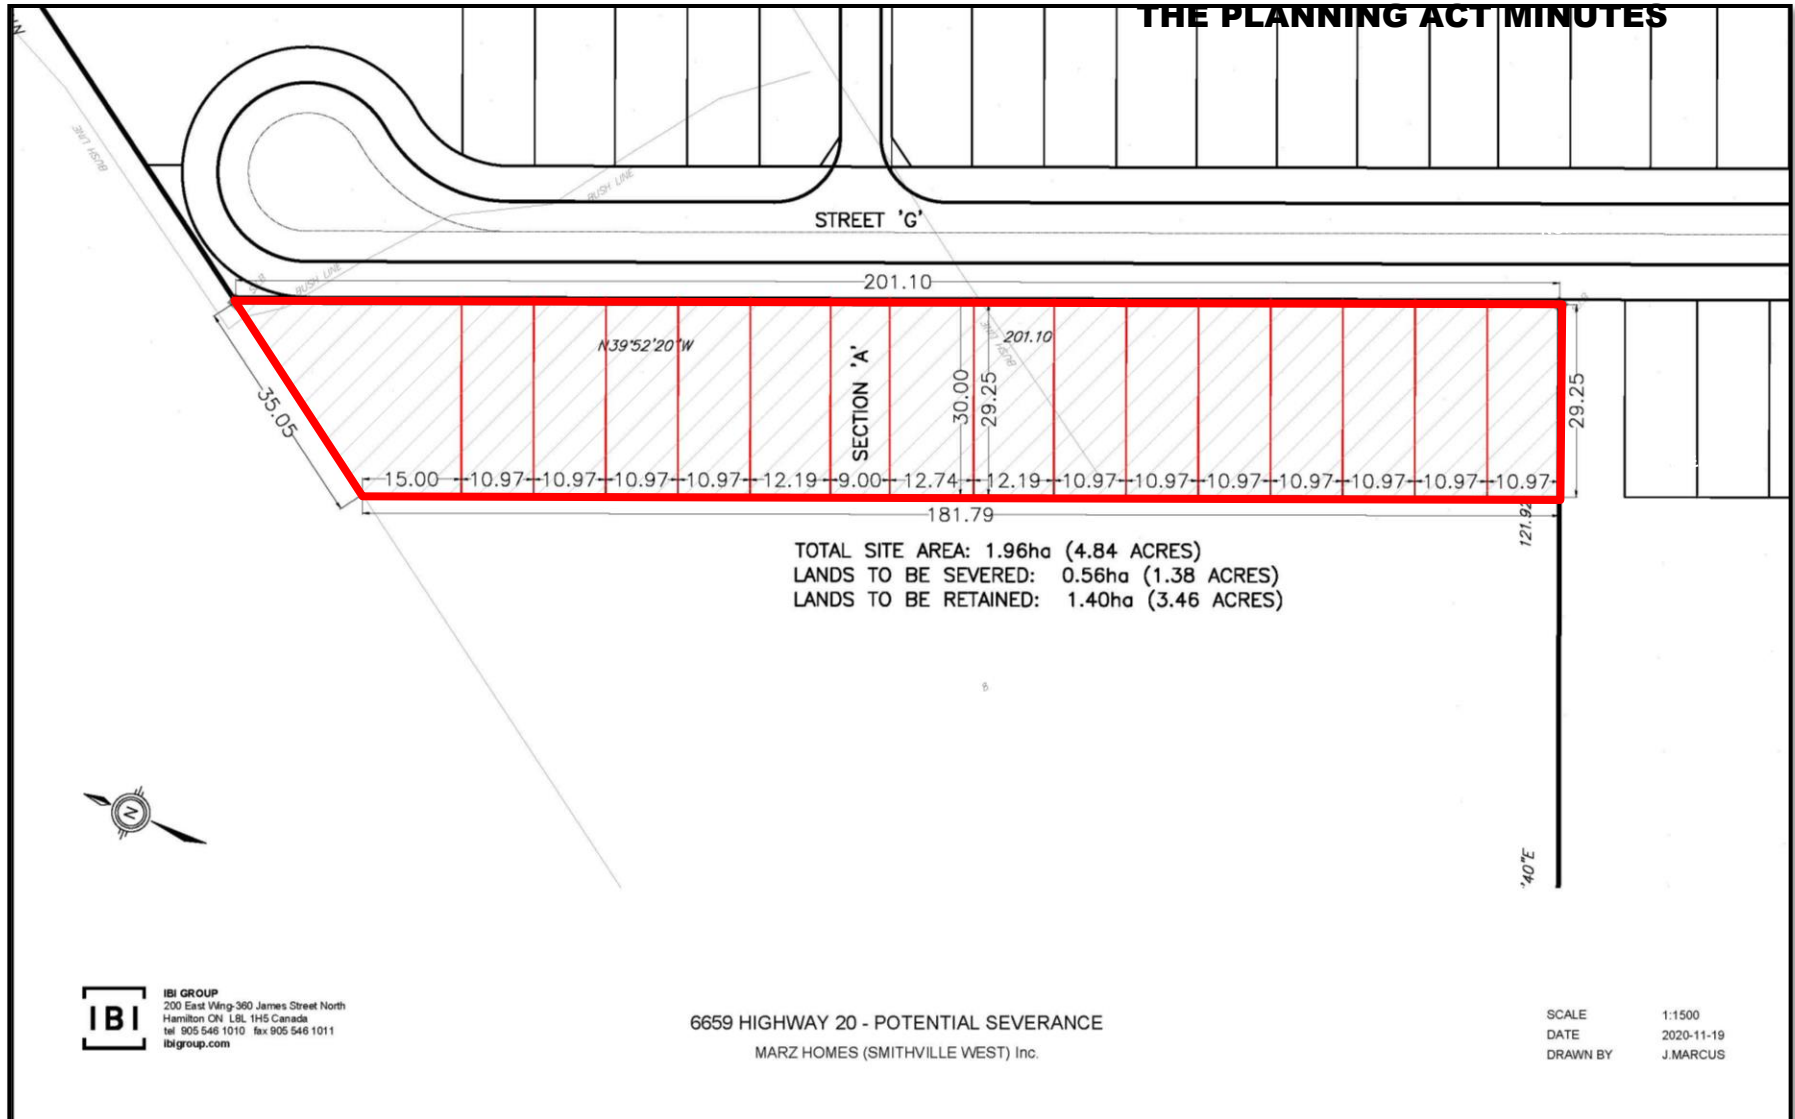 THE PLANNING ACT MINUTES
N
BUSH LINE
BUSH LINE
STREET 'G'
BUSH LINE
201.10
N39°52'20"W
201.10
BUSH LINE
35.05
SECTION 'A'
30.00
29.25
29.25
15.00 10.97 10.97 10.97 10.97 12.19 9.00 12.74 12.19 10.97 10.97 10.97 10.97 10.97 10.97 10.97
181.79
121.92
TOTAL SITE AREA: 1.96ha (4.84 ACRES)
LANDS TO BE SEVERED: 0.56ha (1.38 ACRES)
LANDS TO BE RETAINED: 1.40ha (3.46 ACRES)
8
N
'40"E
IBI
IBI GROUP
200 East Wing-360 James Street North
Hamilton ON L8L 1H5 Canada
tel 905 546 1010 fax 905 546 1011
ibigroup.com
6659 HIGHWAY 20 - POTENTIAL SEVERANCE
MARZ HOMES (SMITHVILLE WEST) Inc.
SCALE 1:1500
DATE 2020-11-19
DRAWN BY J.MARCUS